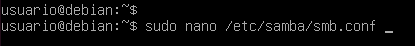 usuario@debian:~$
usuario@debian:~$ sudo nano /etc/samba/smb.conf _